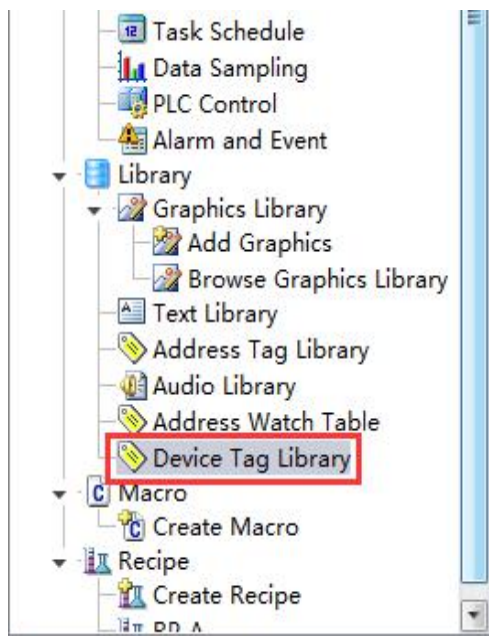 Task Schedule
Data Sampling
PLC Control
Alarm and Event
Library
Graphics Library
Add Graphics
Browse Graphics Library
Text Library
Address Tag Library
Audio Library
Address Watch Table
Device Tag Library
Macro
Create Macro
Recipe
Create Recipe